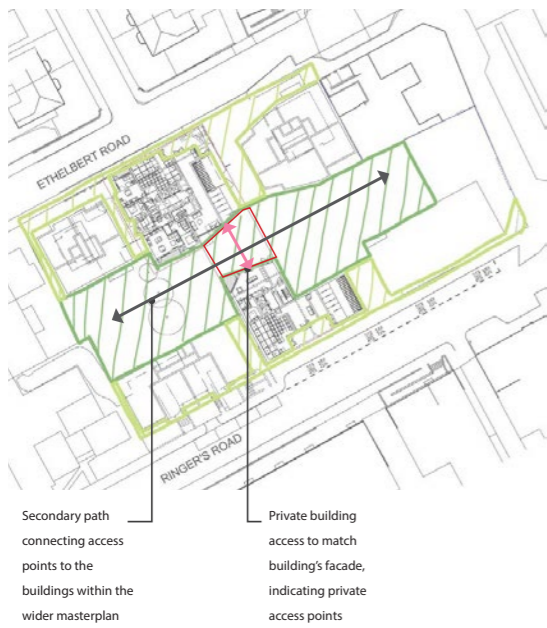 ETHELBERT ROAD
RINGER'S ROAD
Secondary path
connecting access
points to the
buildings within the
wider masterplan
Private building
access to match
building's facade,
indicating private
access points